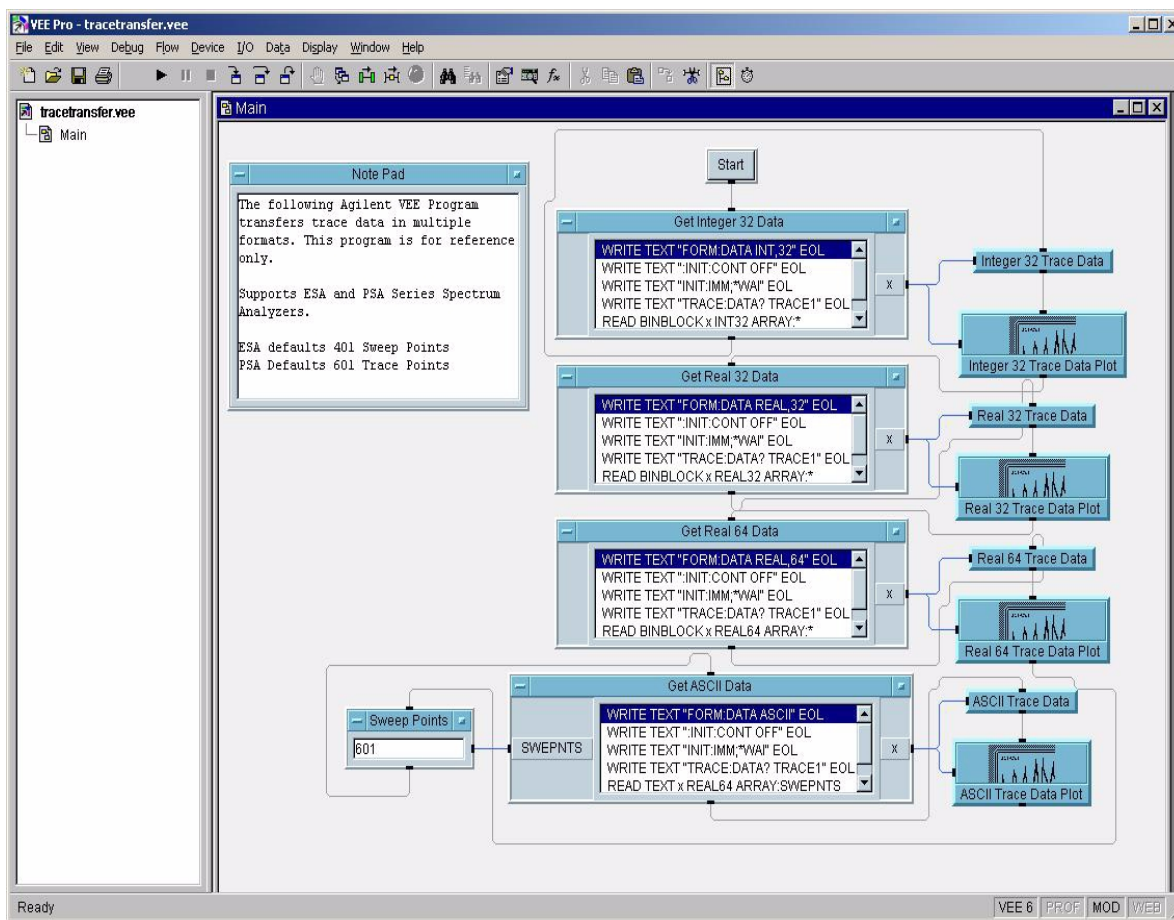 VEE Pro - tracetransfer.vee
File Edit View Debug Flow Device I/O Data Display Window Help
tracetransfer.vee
Main
Main
Note Pad
The following Agilent VEE Program
transfers trace data in multiple
formats. This program is for reference
only.
Supports ESA and PSA Series Spectrum
Analyzers.
ESA defaults 401 Sweep Points
PSA Defaults 601 Trace Points
Start
Get Integer 32 Data
WRITE TEXT "FORM:DATA INT,32" EOL
WRITE TEXT ":INIT:CONT OFF" EOL
WRITE TEXT "INIT:IMM;*WAI" EOL
WRITE TEXT "TRACE:DATA? TRACE1" EOL
READ BINBLOCK x INT32 ARRAY:*
X
Integer 32 Trace Data
Integer 32 Trace Data Plot
Get Real 32 Data
WRITE TEXT "FORM:DATA REAL,32" EOL
WRITE TEXT ":INIT:CONT OFF" EOL
WRITE TEXT "INIT:IMM;*WAI" EOL
WRITE TEXT "TRACE:DATA? TRACE1" EOL
READ BINBLOCK x REAL32 ARRAY:*
X
Real 32 Trace Data
Real 32 Trace Data Plot
Get Real 64 Data
WRITE TEXT "FORM:DATA REAL,64" EOL
WRITE TEXT ":INIT:CONT OFF" EOL
WRITE TEXT "INIT:IMM;*WAI" EOL
WRITE TEXT "TRACE:DATA? TRACE1" EOL
READ BINBLOCK x REAL64 ARRAY:*
X
Real 64 Trace Data
Real 64 Trace Data Plot
Sweep Points
601
Get ASCII Data
SWEPNTS
WRITE TEXT "FORM:DATA ASCII" EOL
WRITE TEXT ":INIT:CONT OFF" EOL
WRITE TEXT "INIT:IMM;*WAI" EOL
WRITE TEXT "TRACE:DATA? TRACE1" EOL
READ TEXT x REAL64 ARRAY:SWEPNTS
X
ASCII Trace Data
ASCII Trace Data Plot
Ready
VEE 6 PROF MOD WEB